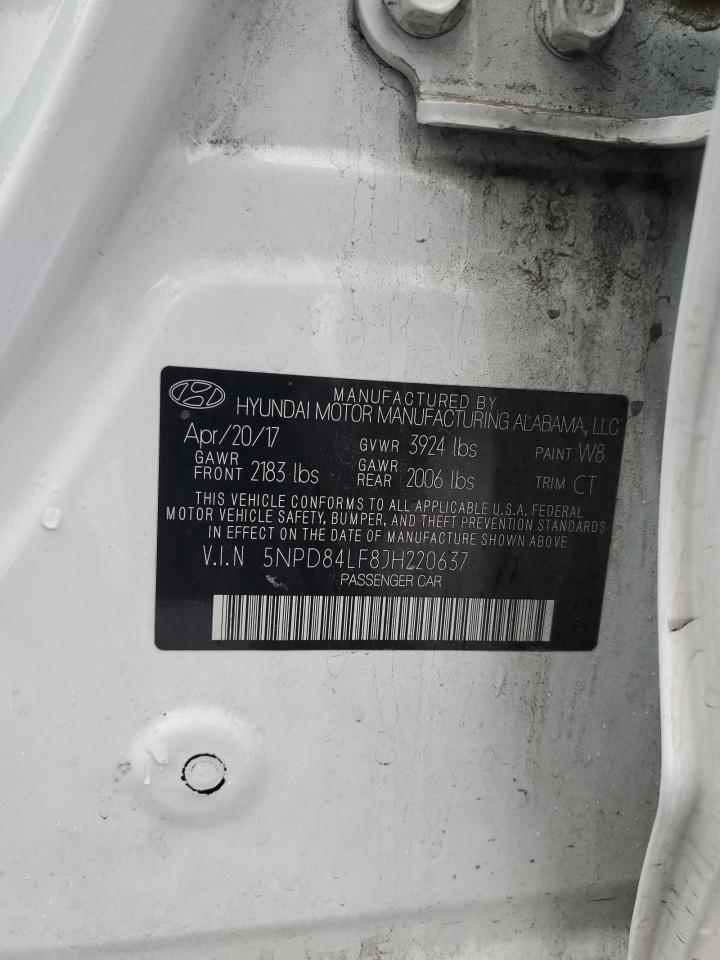 MANUFACTURED BY
HYUNDAI MOTOR MANUFACTURING ALABAMA, LLC
Apr/20/17 GVWR 3924 lbs PAINT W8
GAWR FRONT 2183 lbs GAWR REAR 2006 lbs TRIM CT
THIS VEHICLE CONFORMS TO ALL APPLICABLE U.S.A. FEDERAL
MOTOR VEHICLE SAFETY, BUMPER, AND THEFT PREVENTION STANDARDS
IN EFFECT ON THE DATE OF MANUFACTURE SHOWN ABOVE
V.I.N 5NPD84LF8JH220637
PASSENGER CAR